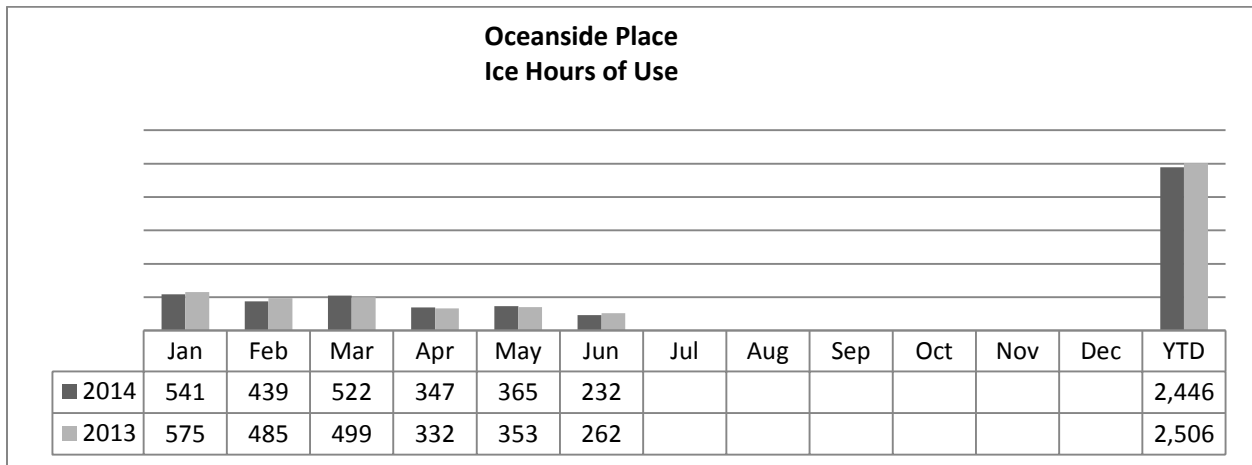 Oceanside Place
Ice Hours of Use
Jan Feb Mar Apr May Jun Jul Aug Sep Oct Nov Dec YTD
2014 541 439 522 347 365 232 2,446
2013 575 485 499 332 353 262 2,506